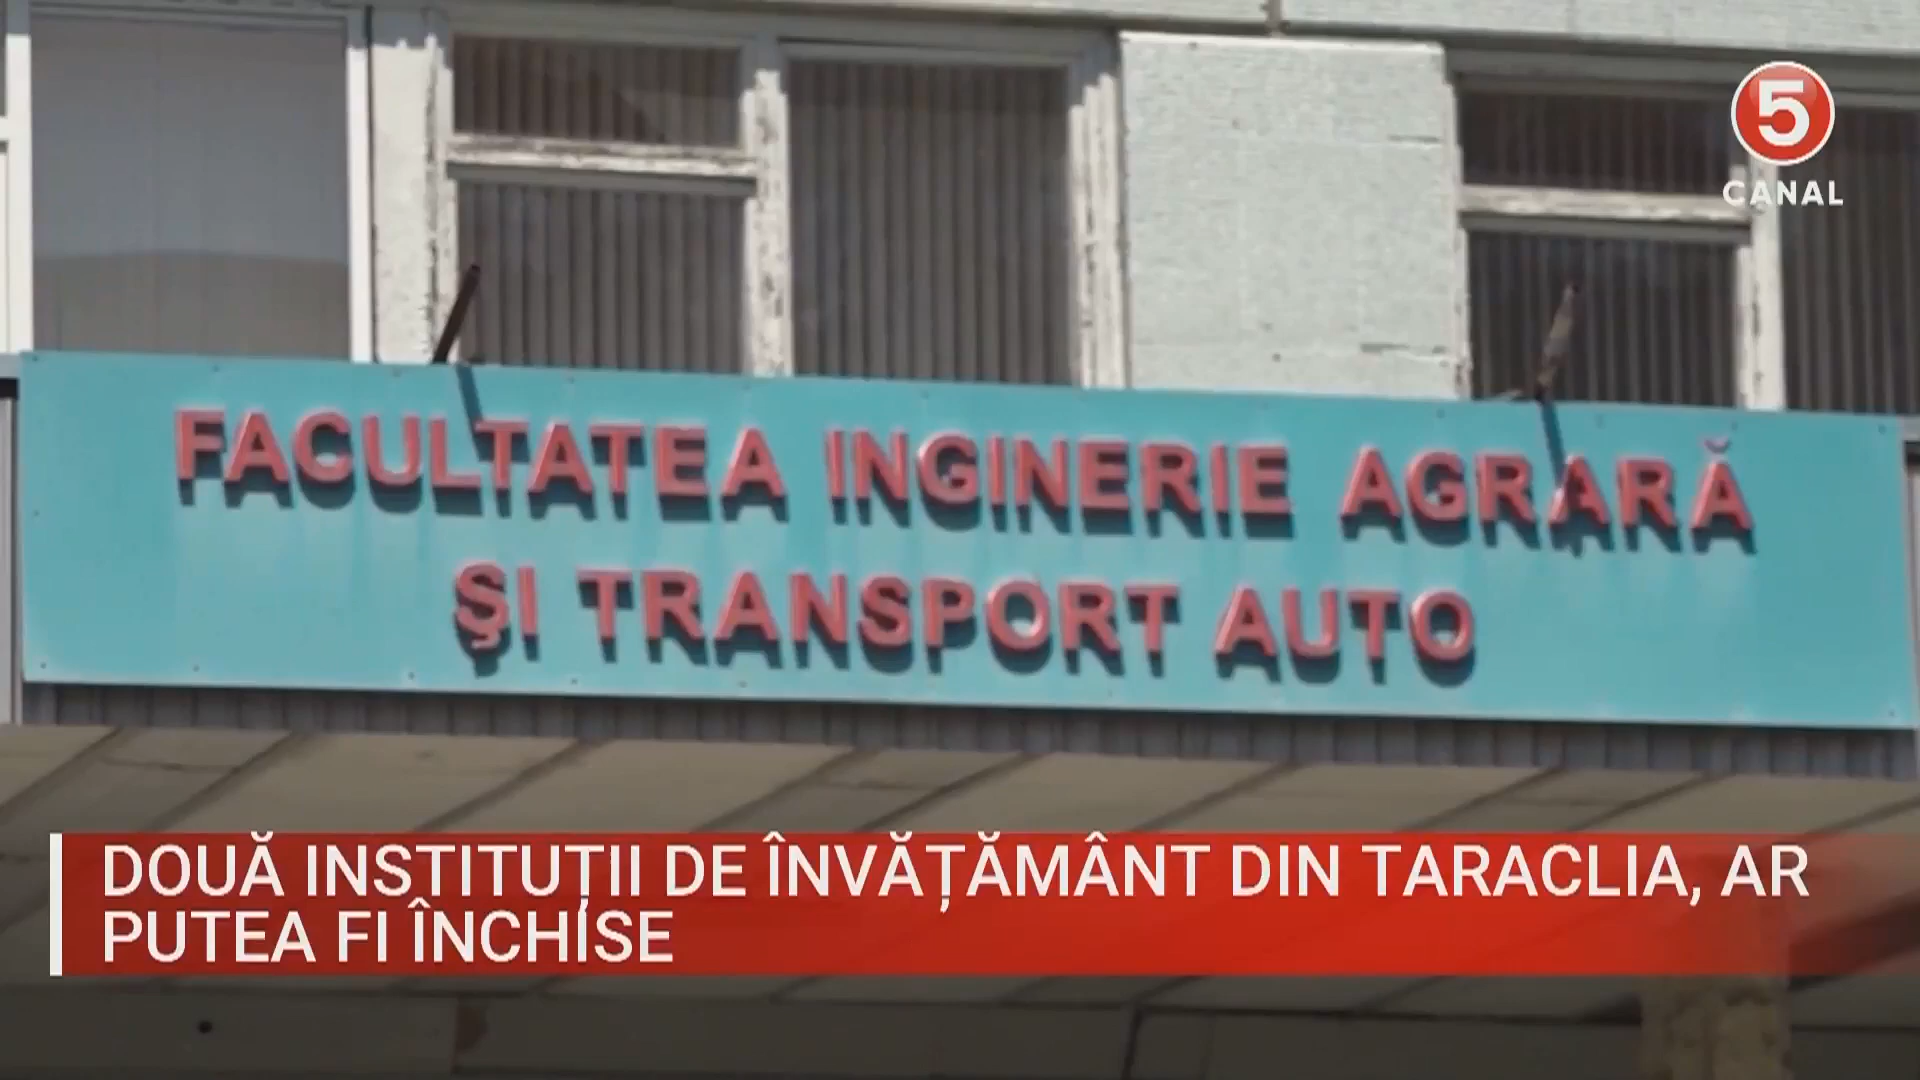 5
CANAL
FACULTATEA INGINERIE AGRARĂ
ŞI TRANSPORT AUTO
DOUĂ INSTITUȚII DE ÎNVĂȚĂMÂNT DIN TARACLIA, AR
PUTEA FI ÎNCHISE